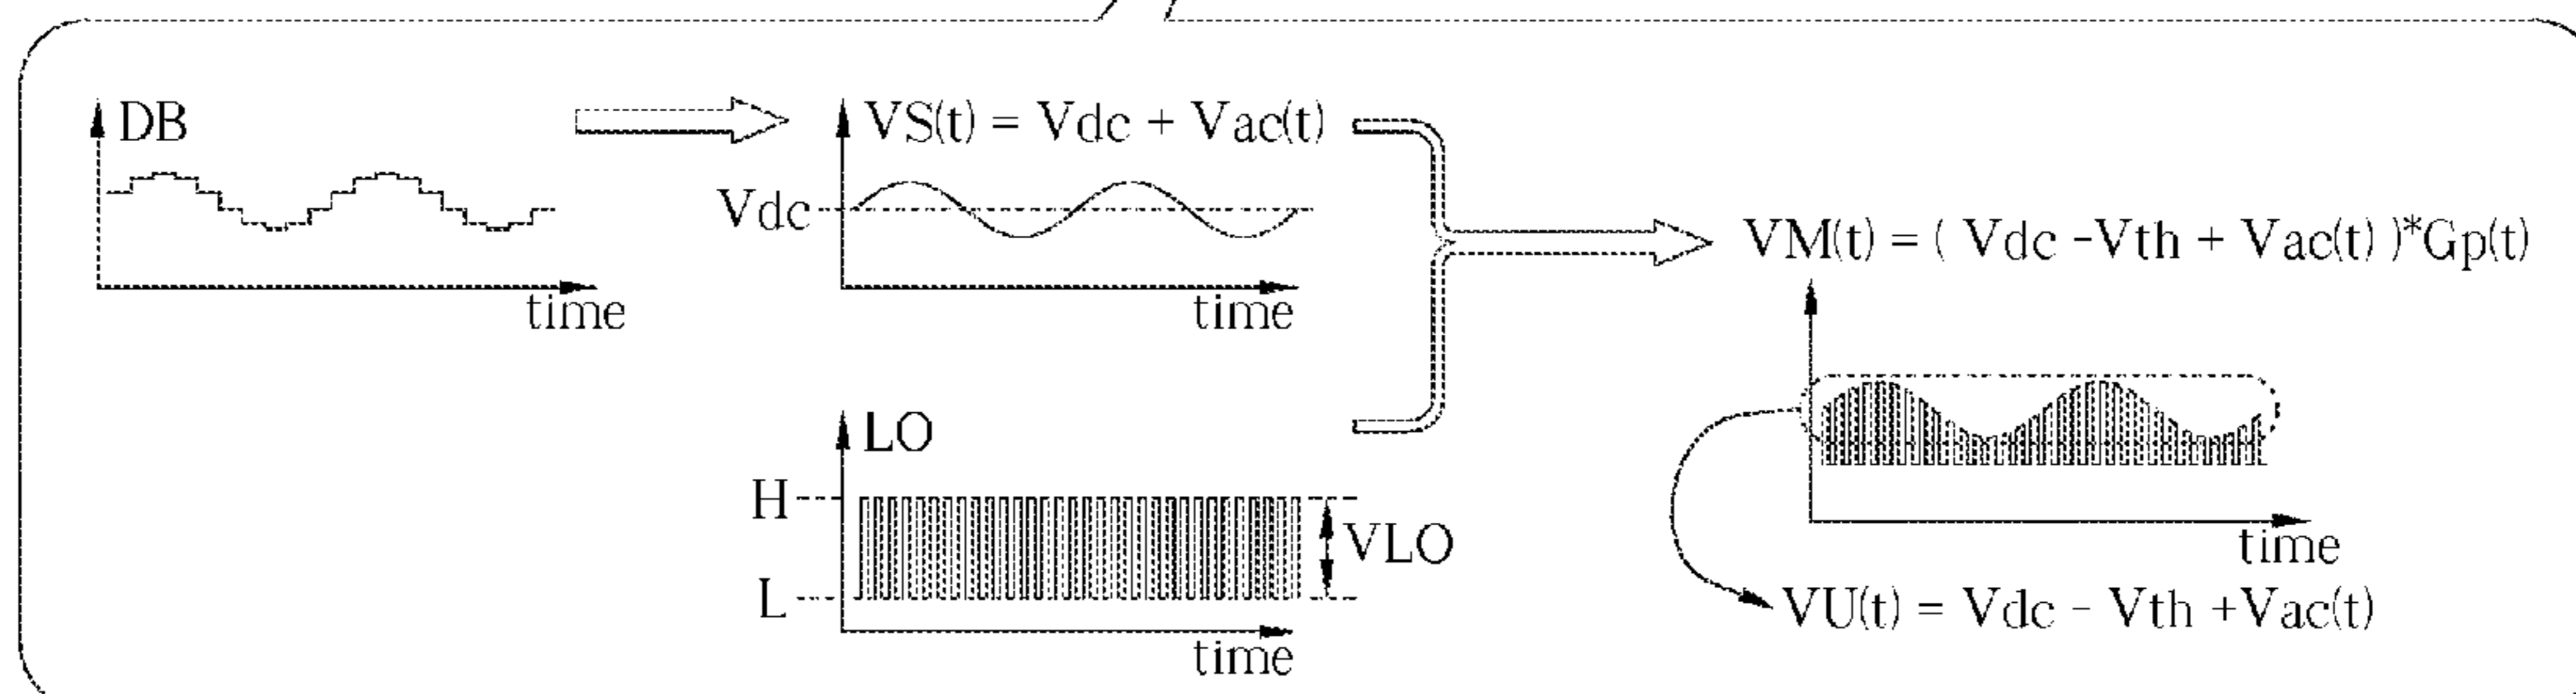 DB
time
VS(t) = Vdc + Vac(t)
Vdc
time
LO
H
L
VLO
time
VM(t) = ( Vdc -Vth + Vac(t) )*Gp(t)
time
VU(t) = Vdc - Vth +Vac(t)